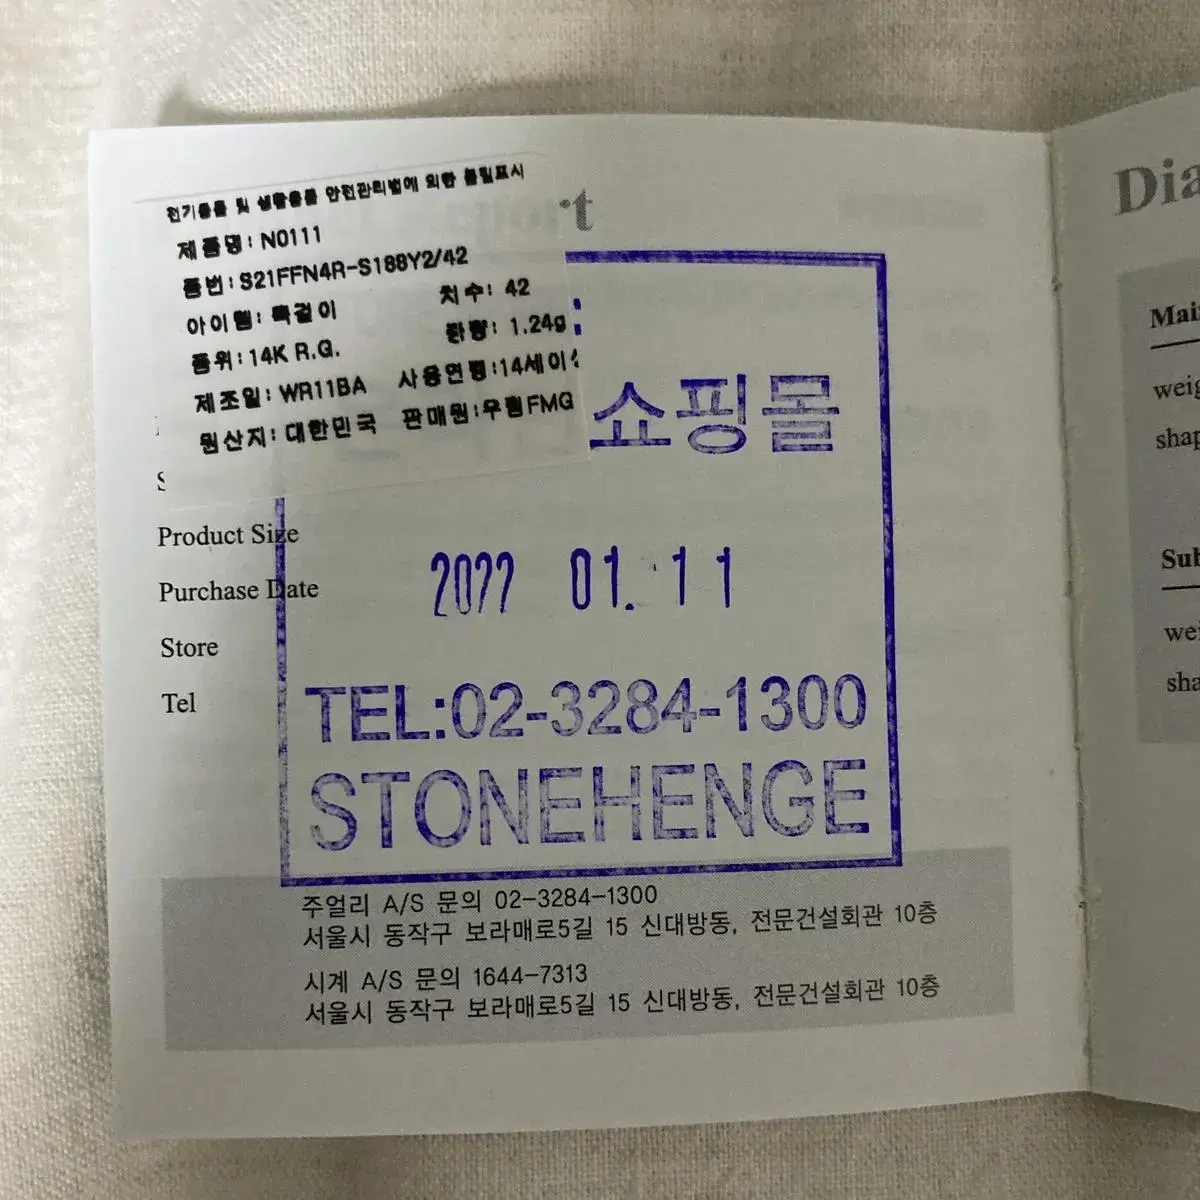 전기용품 및 생활용품 안전관리법에 의한 품질표시
제품명: N0111
품번: S21FFN4R-S188Y2/42
아이템: 목걸이 치수: 42
품위: 14K R.G. 중량: 1.24g
제조일: WR11BA 사용연령:14세이상
원산지: 대한민국 판매원:우림FMG
쇼핑몰
Product Size
Purchase Date
2022 01. 11
Store
Tel
TEL:02-3284-1300
STONEHENGE
주얼리 A/S 문의 02-3284-1300
서울시 동작구 보라매로5길 15 신대방동, 전문건설회관 10층
시계 A/S 문의 1644-7313
서울시 동작구 보라매로5길 15 신대방동, 전문건설회관 10층
Dia
Mai
weig
shap
Sub
wei
sha